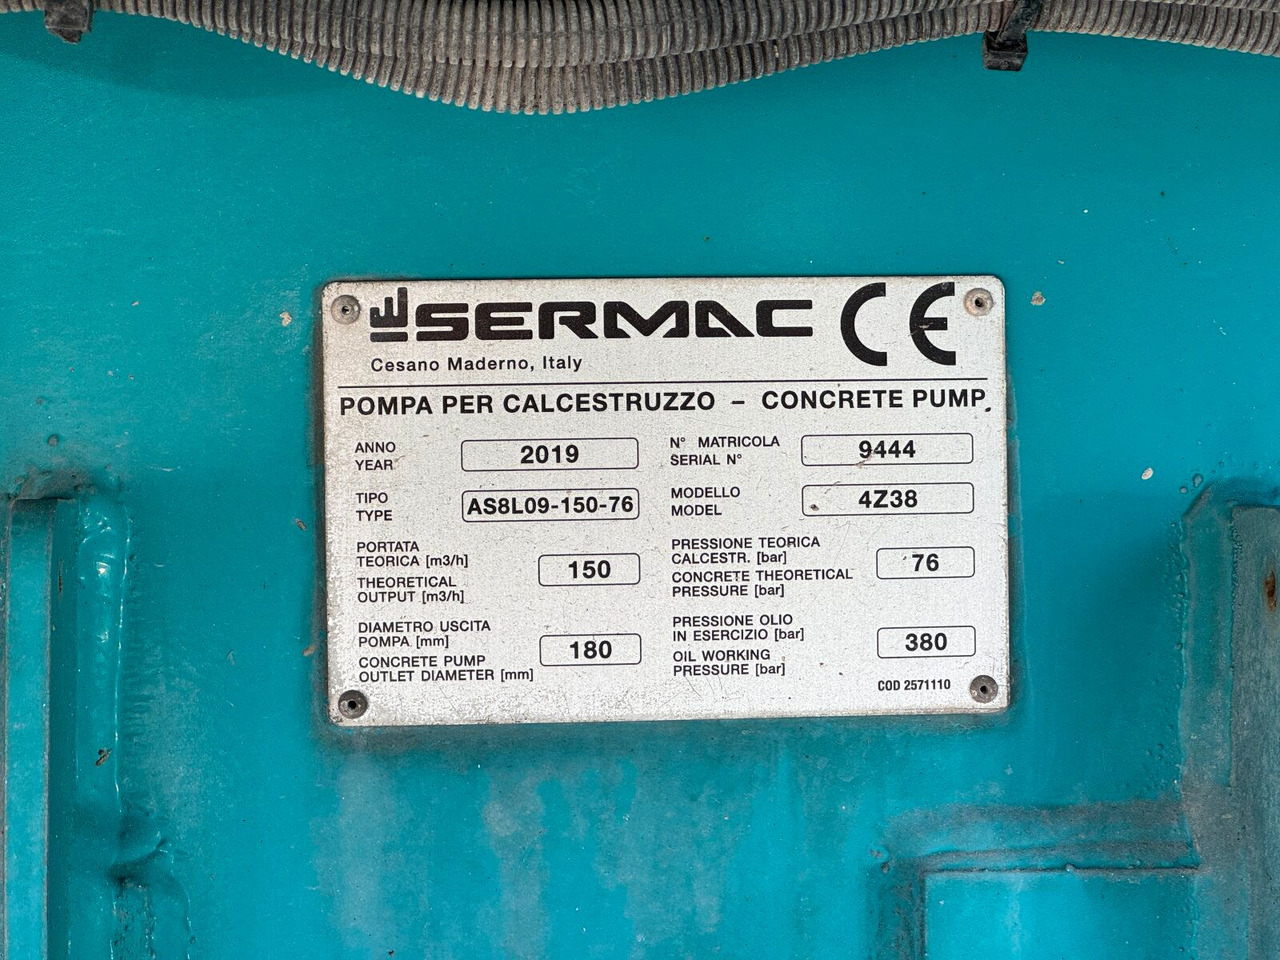 SERMAC CE
Cesano Maderno, Italy
POMPA PER CALCESTRUZZO – CONCRETE PUMP
ANNO
YEAR
2019
N° MATRICOLA
SERIAL N°
9444
TIPO
TYPE
AS8L09-150-76
MODELLO
MODEL
4Z38
PORTATA
TEORICA [m3/h]
THEORETICAL
OUTPUT [m3/h]
150
PRESSIONE TEORICA
CALCESTR. [bar]
CONCRETE THEORETICAL
PRESSURE [bar]
76
DIAMETRO USCITA
POMPA [mm]
CONCRETE PUMP
OUTLET DIAMETER [mm]
180
PRESSIONE OLIO
IN ESERCIZIO [bar]
OIL WORKING
PRESSURE [bar]
380
COD 2571110